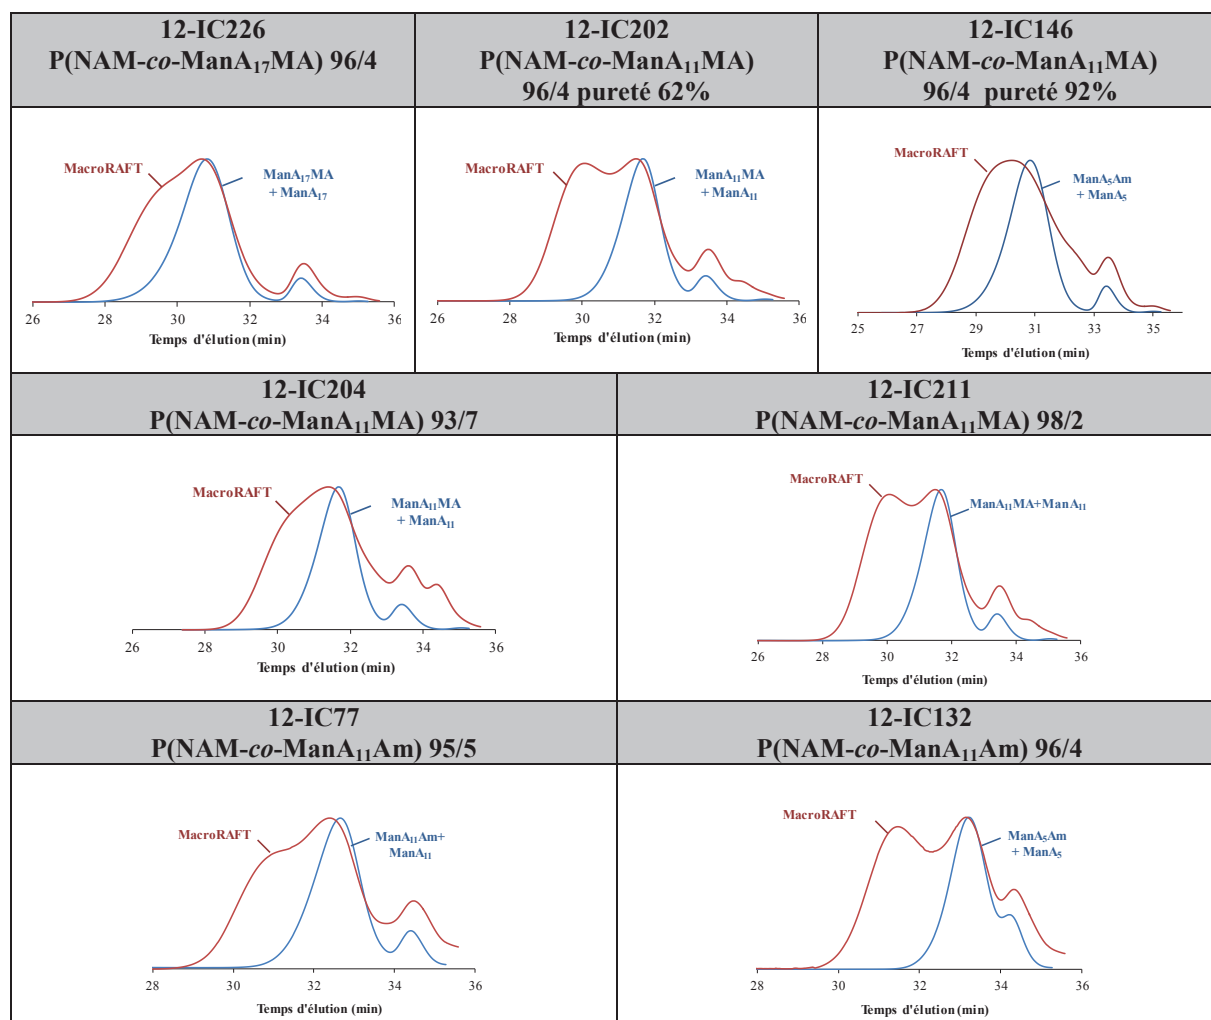 12-IC226
P(NAM-co-ManA₁₇MA) 96/4
12-IC202
P(NAM-co-ManA₁₁MA)
96/4 pureté 62%
12-IC146
P(NAM-co-ManA₁₁MA)
96/4 pureté 92%
MacroRAFT
ManA₁₇MA
+ ManA₁₇
26 28 30 32 34 36
Temps d'élution (min)
MacroRAFT
ManA₁₁MA
+ ManA₁₁
26 28 30 32 34 36
Temps d'élution (min)
MacroRAFT
ManA₅Am
+ ManA₅
25 27 29 31 33 35
Temps d'élution (min)
12-IC204
P(NAM-co-ManA₁₁MA) 93/7
12-IC211
P(NAM-co-ManA₁₁MA) 98/2
MacroRAFT
ManA₁₁MA
+ ManA₁₁
26 28 30 32 34 36
Temps d'élution (min)
MacroRAFT
ManA₁₁MA+ManA₁₁
26 28 30 32 34 36
Temps d'élution (min)
12-IC77
P(NAM-co-ManA₁₁Am) 95/5
12-IC132
P(NAM-co-ManA₁₁Am) 96/4
MacroRAFT
ManA₁₁Am+
ManA₁₁
28 30 32 34 36
Temps d'élution (min)
MacroRAFT
ManA₅Am
+ ManA₅
28 30 32 34 36
Temps d'élution (min)